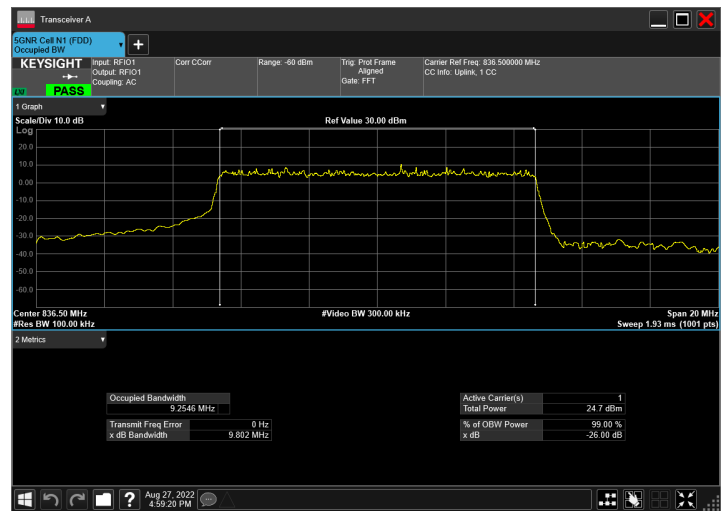 Transceiver A
5GNR Cell N1 (FDD)
Occupied BW
KEYSIGHT
PASS
Input: RFIO1
Output: RFIO1
Coupling: AC
Corr CCorr
Range: -60 dBm
Trig: Prot Frame
Aligned
Gate: FFT
Carrier Ref Freq: 836.500000 MHz
CC Info: Uplink, 1 CC
1 Graph
Scale/Div 10.0 dB
Ref Value 30.00 dBm
Log
20.0
10.0
0.00
-10.0
-20.0
-30.0
-40.0
-50.0
-60.0
Center 836.50 MHz
#Video BW 300.00 kHz
Span 20 MHz
#Res BW 100.00 kHz
Sweep 1.93 ms (1001 pts)
2 Metrics
Occupied Bandwidth
9.2546 MHz
Transmit Freq Error 0 Hz
x dB Bandwidth 9.802 MHz
Active Carrier(s) 1
Total Power 24.7 dBm
% of OBW Power 99.00 %
x dB -26.00 dB
?
Aug 27, 2022
4:59:20 PM